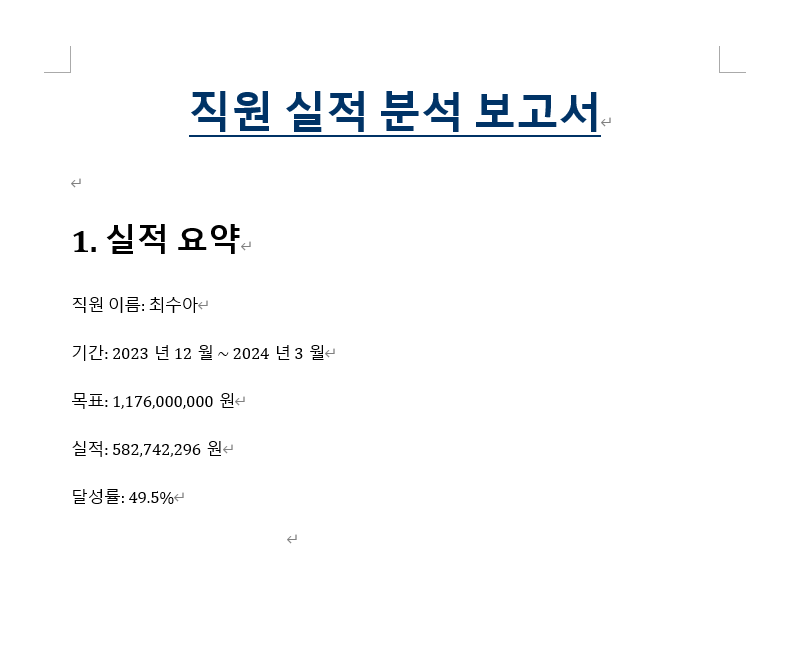 직원 실적 분석 보고서
1. 실적 요약
직원 이름: 최수아
기간: 2023 년 12 월 ~ 2024 년 3 월
목표: 1,176,000,000 원
실적: 582,742,296 원
달성률: 49.5%